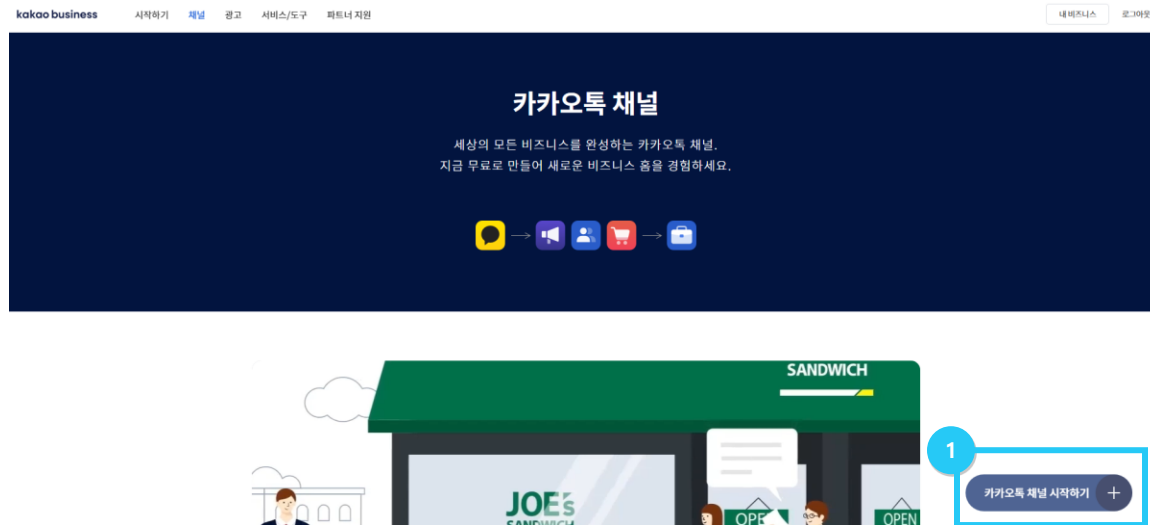 kakao business 시작하기 채널 광고 서비스/도구 파트너 지원 내 비즈니스 로그아웃
카카오톡 채널
세상의 모든 비즈니스를 완성하는 카카오톡 채널.
지금 무료로 만들어 새로운 비즈니스 홈을 경험하세요.
SANDWICH
1
카카오톡 채널 시작하기 +
JOE's
SANDWICH
OPEN
OPEN